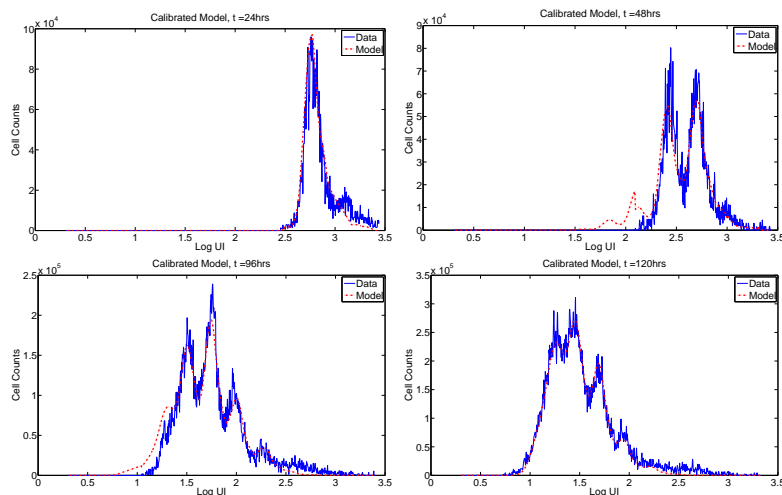 Calibrated Model, t =24hrs
x 10^4
10
8
6
4
2
0
Cell Counts
0 0.5 1 1.5 2 2.5 3 3.5
Log UI
Data
Model
Calibrated Model, t =48hrs
x 10^4
9
8
7
6
5
4
3
2
1
0
Cell Counts
0 0.5 1 1.5 2 2.5 3 3.5
Log UI
Data
Model
Calibrated Model, t =96hrs
x 10^5
2.5
2
1.5
1
0.5
0
Cell Counts
0 0.5 1 1.5 2 2.5 3 3.5
Log UI
Data
Model
Calibrated Model, t =120hrs
x 10^5
3.5
3
2.5
2
1.5
1
0.5
0
Cell Counts
0 0.5 1 1.5 2 2.5 3 3.5
Log UI
Data
Model